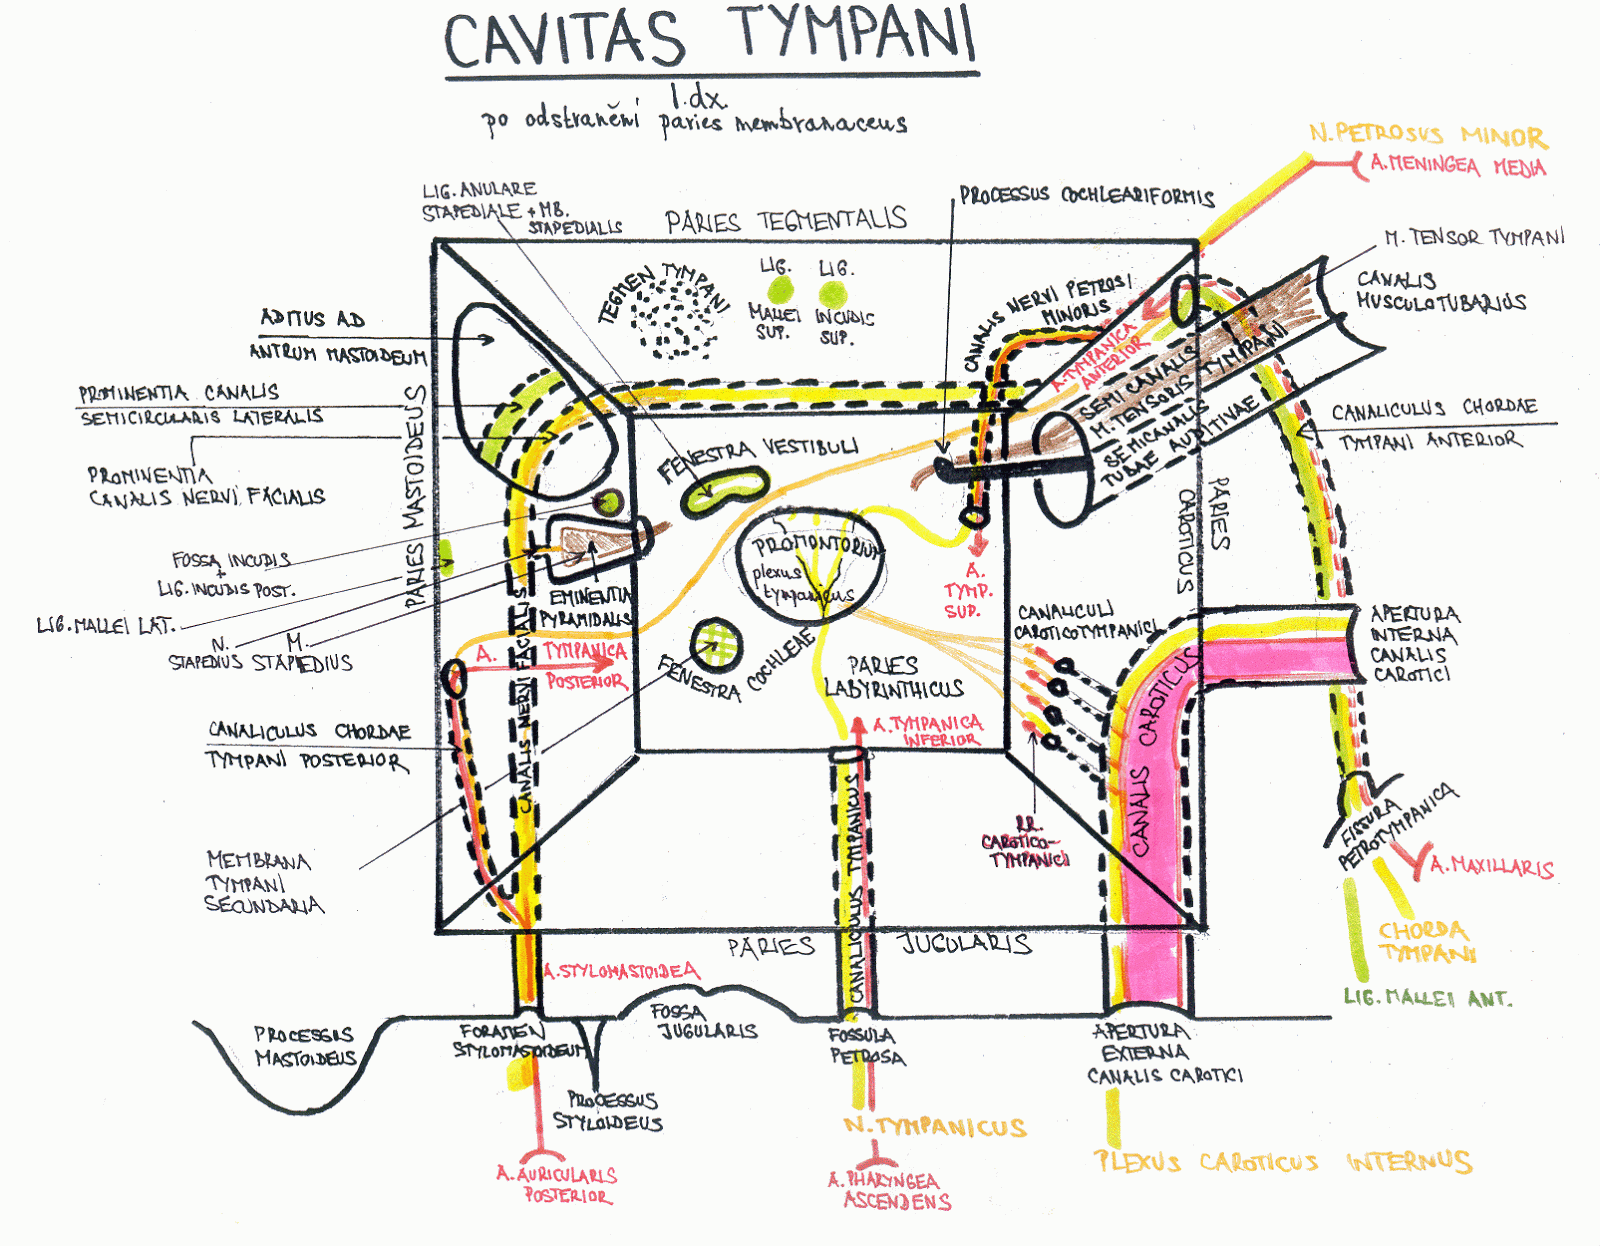 CAVITAS TYMPANI
l.dx.
po odstranění paries membranaceus
N. PETROSUS MINOR
A. MENINGEA MEDIA
LIG. ANULARE
STAPEDIALE + MB.
STAPEDIALIS
PARIES TEGMENTALIS
PROCESSUS COCHLEARIFORMIS
M. TENSOR TYMPANI
CANALIS
MUSCULOTUBARIUS
TEGMEN TYMPANI
LIG.
MALLEI
SUP.
LIG.
INCUDIS
SUP.
CANALIS NERVI PETROSI
MINORIS
A. TYMPANICA
ANTERIOR
SEMICANALIS
M. TENSORIS TYMPANI
SEMICANALIS
TUBAE AUDITIVAE
ADITUS AD
ANTRUM MASTOIDEUM
PROMINENTIA CANALIS
SEMICIRCULARIS LATERALIS
PROMINENTIA
CANALIS NERVI FACIALIS
PARIES MASTOIDEUS
CANALICULUS CHORDAE
TYMPANI ANTERIOR
PARIES
CAROTICUS
FENESTRA VESTIBULI
FOSSA INCUDIS
+
LIG. INCUDIS POST.
LIG. MALLEI LAT.
N.
STAPEDIUS
M.
STAPEDIUS
EMINENTIA
PYRAMIDALIS
PROMONTORIUM
plexus
tympanicus
A.
TYMP.
SUP.
CANALICULI
CAROTICOTYMPANICI
APERTURA
INTERNA
CANALIS
CAROTICI
A. TYMPANICA
POSTERIOR
FENESTRA COCHLEAE
PARIES
LABYRINTHICUS
A. TYMPANICA
INFERIOR
CANALIS NERVI FACIALIS
CANALICULUS CHORDAE
TYMPANI POSTERIOR
CANALIS CAROTICUS
RR.
CAROTICO-
TYMPANICI
FISSURA
PETROTYMPANICA
A. MAXILLARIS
CHORDA
TYMPANI
LIG. MALLEI ANT.
MEMBRANA
TYMPANI
SECUNDARIA
CANALICULUS TYMPANICUS
PARIES JUGULARIS
A. STYLOMASTOIDEA
PROCESSUS
MASTOIDEUS
FORAMEN
STYLOMASTOIDEUM
FOSSA
JUGULARIS
FOSSULA
PETROSA
APERTURA
EXTERNA
CANALIS CAROTICI
PROCESSUS
STYLOIDEUS
N. TYMPANICUS
PLEXUS CAROTICUS INTERNUS
A. AURICULARIS
POSTERIOR
A. PHARYNGEA
ASCENDENS